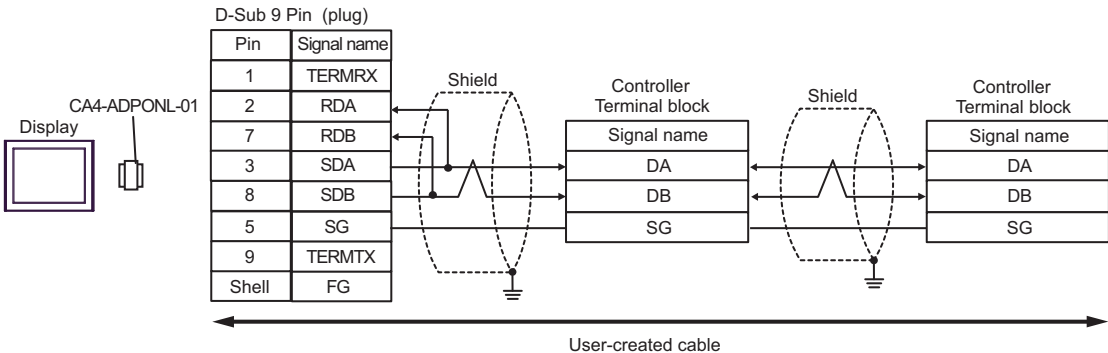 D-Sub 9 Pin (plug)
Pin Signal name
1 TERMRX
2 RDA
7 RDB
3 SDA
8 SDB
5 SG
9 TERMTX
Shell FG
CA4-ADPONL-01
Display
Shield
Controller
Terminal block
Signal name
DA
DB
SG
Shield
Controller
Terminal block
Signal name
DA
DB
SG
User-created cable